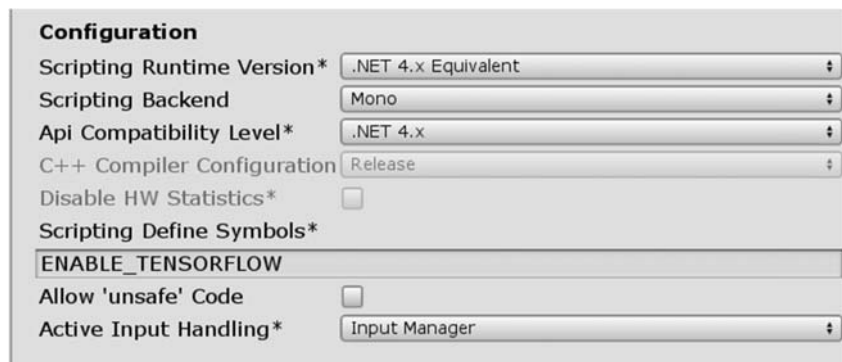 Configuration
Scripting Runtime Version* .NET 4.x Equivalent
Scripting Backend Mono
Api Compatibility Level* .NET 4.x
C++ Compiler Configuration Release
Disable HW Statistics*
Scripting Define Symbols*
ENABLE_TENSORFLOW
Allow 'unsafe' Code
Active Input Handling* Input Manager